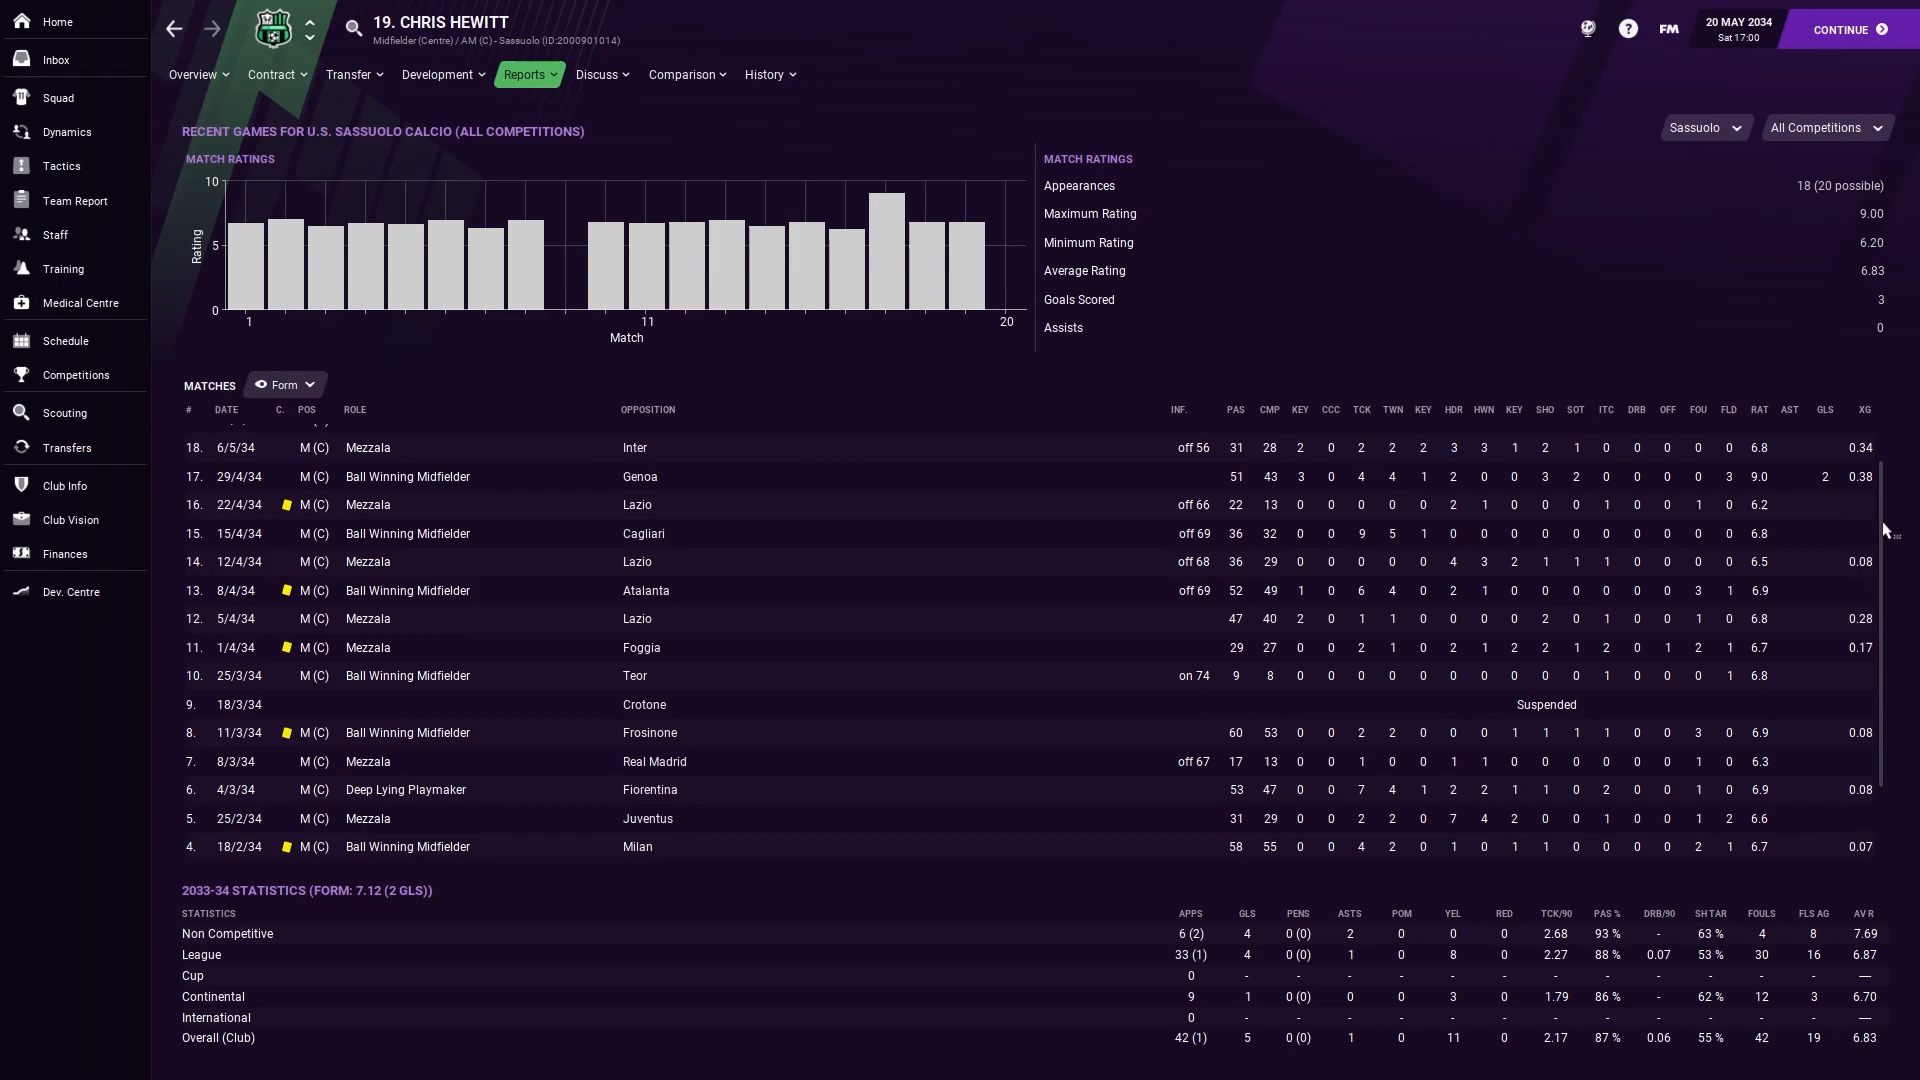 Home
Inbox
Squad
Dynamics
Tactics
Team Report
Staff
Training
Medical Centre
Schedule
Competitions
Scouting
Transfers
Club Info
Club Vision
Finances
Dev. Centre
19. CHRIS HEWITT
Midfielder (Centre) / AM (C) - Sassuolo (ID:2000901014)
FM
20 MAY 2034
Sat 17:00
CONTINUE
Overview Contract Transfer Development Reports Discuss Comparison History
RECENT GAMES FOR U.S. SASSUOLO CALCIO (ALL COMPETITIONS)
Sassuolo All Competitions
MATCH RATINGS
10
5
0
Rating
1 11 20
Match
MATCH RATINGS
Appearances 18 (20 possible)
Maximum Rating 9.00
Minimum Rating 6.20
Average Rating 6.83
Goals Scored 3
Assists 0
MATCHES Form
# DATE C. POS ROLE OPPOSITION INF. PAS CMP KEY CCC TCK TWN KEY HDR HWN KEY SHO SOT ITC DRB OFF FOU FLD RAT AST GLS XG
18. 6/5/34 M (C) Mezzala Inter off 56 31 28 2 0 2 2 2 3 3 1 2 1 0 0 0 0 0 6.8 0.34
17. 29/4/34 M (C) Ball Winning Midfielder Genoa 51 43 3 0 4 4 1 2 0 0 3 2 0 0 0 0 3 9.0 2 0.38
16. 22/4/34 M (C) Mezzala Lazio off 66 22 13 0 0 0 0 0 2 1 0 0 0 1 0 0 1 0 6.2
15. 15/4/34 M (C) Ball Winning Midfielder Cagliari off 69 36 32 0 0 9 5 1 0 0 0 0 0 0 0 0 0 0 6.8
14. 12/4/34 M (C) Mezzala Lazio off 68 36 29 0 0 0 0 0 4 3 2 1 1 1 0 0 0 0 6.5 0.08
13. 8/4/34 M (C) Ball Winning Midfielder Atalanta off 69 52 49 1 0 6 4 0 2 1 0 0 0 0 0 0 3 1 6.9
12. 5/4/34 M (C) Mezzala Lazio 47 40 2 0 1 1 0 0 0 0 2 0 1 0 0 1 0 6.8 0.28
11. 1/4/34 M (C) Mezzala Foggia 29 27 0 0 2 1 0 2 1 2 2 1 2 0 1 2 1 6.7 0.17
10. 25/3/34 M (C) Ball Winning Midfielder Teor on 74 9 8 0 0 0 0 0 0 0 0 0 0 1 0 0 0 1 6.8
9. 18/3/34 Crotone Suspended
8. 11/3/34 M (C) Ball Winning Midfielder Frosinone 60 53 0 0 2 2 0 0 0 1 1 1 1 0 0 3 0 6.9 0.08
7. 8/3/34 M (C) Mezzala Real Madrid off 67 17 13 0 0 1 0 0 1 1 0 0 0 0 0 0 1 0 6.3
6. 4/3/34 M (C) Deep Lying Playmaker Fiorentina 53 47 0 0 7 4 1 2 2 1 1 0 2 0 0 1 0 6.9 0.08
5. 25/2/34 M (C) Mezzala Juventus 31 29 0 0 2 2 0 7 4 2 0 0 1 0 0 1 2 6.6
4. 18/2/34 M (C) Ball Winning Midfielder Milan 58 55 0 0 4 2 0 1 0 1 1 0 0 0 0 2 1 6.7 0.07
2033-34 STATISTICS (FORM: 7.12 (2 GLS))
STATISTICS APPS GLS PENS ASTS POM YEL RED TCK/90 PAS % DRB/90 SH TAR FOULS FLS AG AV R
Non Competitive 6 (2) 4 0 (0) 2 0 0 0 2.68 93 % - 63 % 4 8 7.69
League 33 (1) 4 0 (0) 1 0 8 0 2.27 88 % 0.07 53 % 30 16 6.87
Cup 0 - - - - - - - - - - - - —
Continental 9 1 0 (0) 0 0 3 0 1.79 86 % - 62 % 12 3 6.70
International 0 - - - - - - - - - - - - —
Overall (Club) 42 (1) 5 0 (0) 1 0 11 0 2.17 87 % 0.06 55 % 42 19 6.83